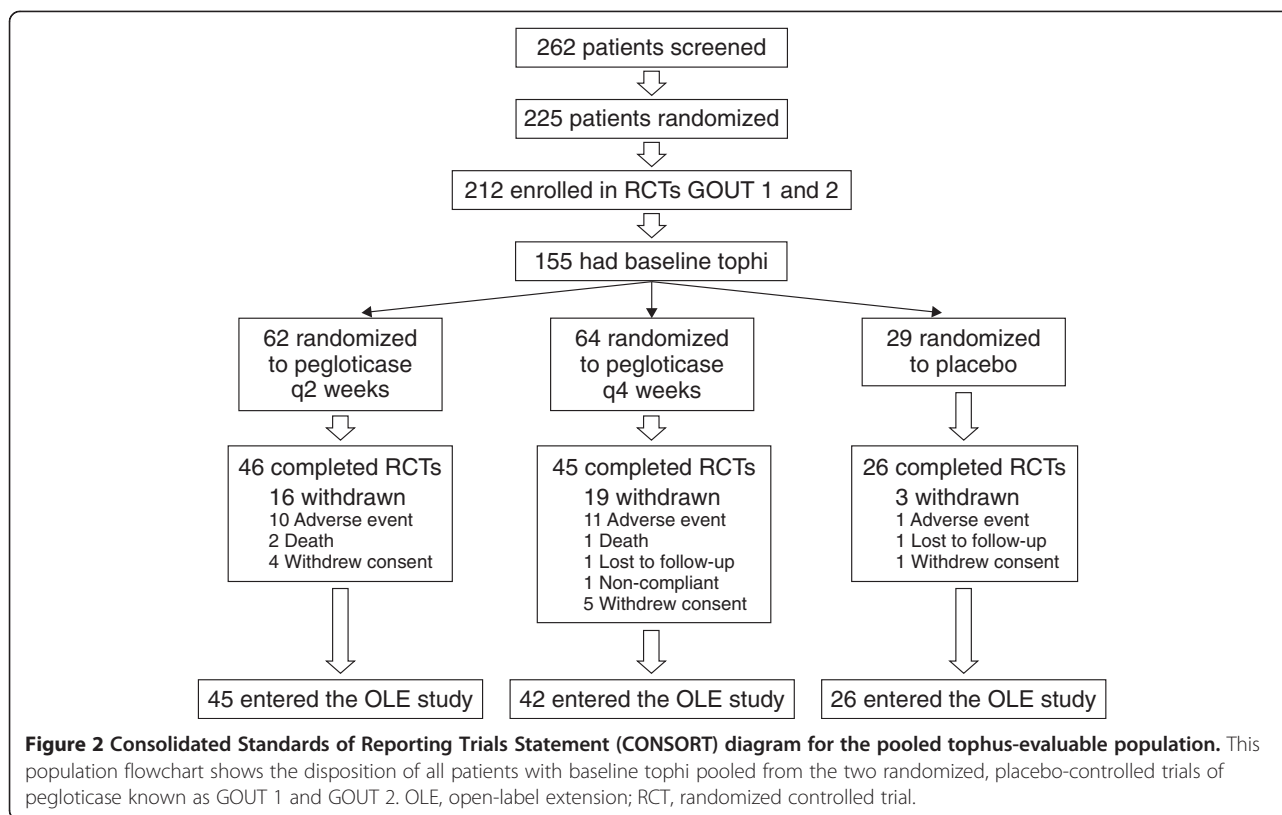 262 patients screened
225 patients randomized
212 enrolled in RCTs GOUT 1 and 2
155 had baseline tophi
62 randomized
to pegloticase
q2 weeks
64 randomized
to pegloticase
q4 weeks
29 randomized
to placebo
46 completed RCTs
16 withdrawn
10 Adverse event
2 Death
4 Withdrew consent
45 completed RCTs
19 withdrawn
11 Adverse event
1 Death
1 Lost to follow-up
1 Non-compliant
5 Withdrew consent
26 completed RCTs
3 withdrawn
1 Adverse event
1 Lost to follow-up
1 Withdrew consent
45 entered the OLE study
42 entered the OLE study
26 entered the OLE study
Figure 2 Consolidated Standards of Reporting Trials Statement (CONSORT) diagram for the pooled tophus-evaluable population. This
population flowchart shows the disposition of all patients with baseline tophi pooled from the two randomized, placebo-controlled trials of
pegloticase known as GOUT 1 and GOUT 2. OLE, open-label extension; RCT, randomized controlled trial.